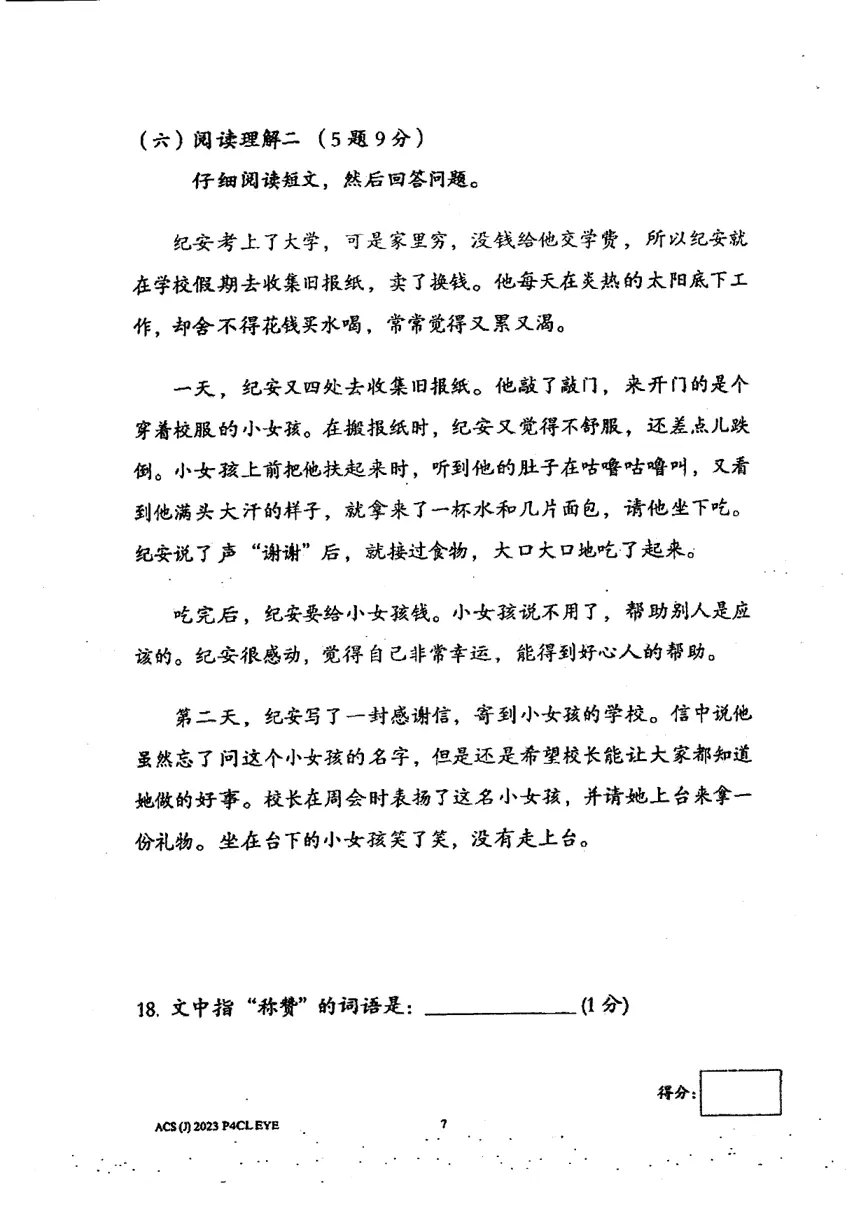 （六）阅读理解二 （5题9分）
仔细阅读短文，然后回答问题。
纪安考上了大学，可是家里穷，没钱给他交学费，所以纪安就
在学校假期去收集旧报纸，卖了换钱。他每天在炎热的太阳底下工
作，却舍不得花钱买水喝，常常觉得又累又渴。
一天，纪安又四处去收集旧报纸。他敲了敲门，来开门的是个
穿着校服的小女孩。在搬报纸时，纪安又觉得不舒服，还差点儿跌
倒。小女孩上前把他扶起来时，听到他的肚子在咕噜咕噜叫，又看
到他满头大汗的样子，就拿来了一杯水和几片面包，请他坐下吃。
纪安说了声“谢谢”后，就接过食物，大口大口地吃了起来。
吃完后，纪安要给小女孩钱。小女孩说不用了，帮助别人是应
该的。纪安很感动，觉得自己非常幸运，能得到好心人的帮助。
第二天，纪安写了一封感谢信，寄到小女孩的学校。信中说他
虽然忘了问这个小女孩的名字，但是还是希望校长能让大家都知道
她做的好事。校长在周会时表扬了这名小女孩，并请她上台来拿一
份礼物。坐在台下的小女孩笑了笑，没有走上台。
18. 文中指“称赞”的词语是：____________(1分)
得分：
ACS (J) 2023 P4CL EYE
7